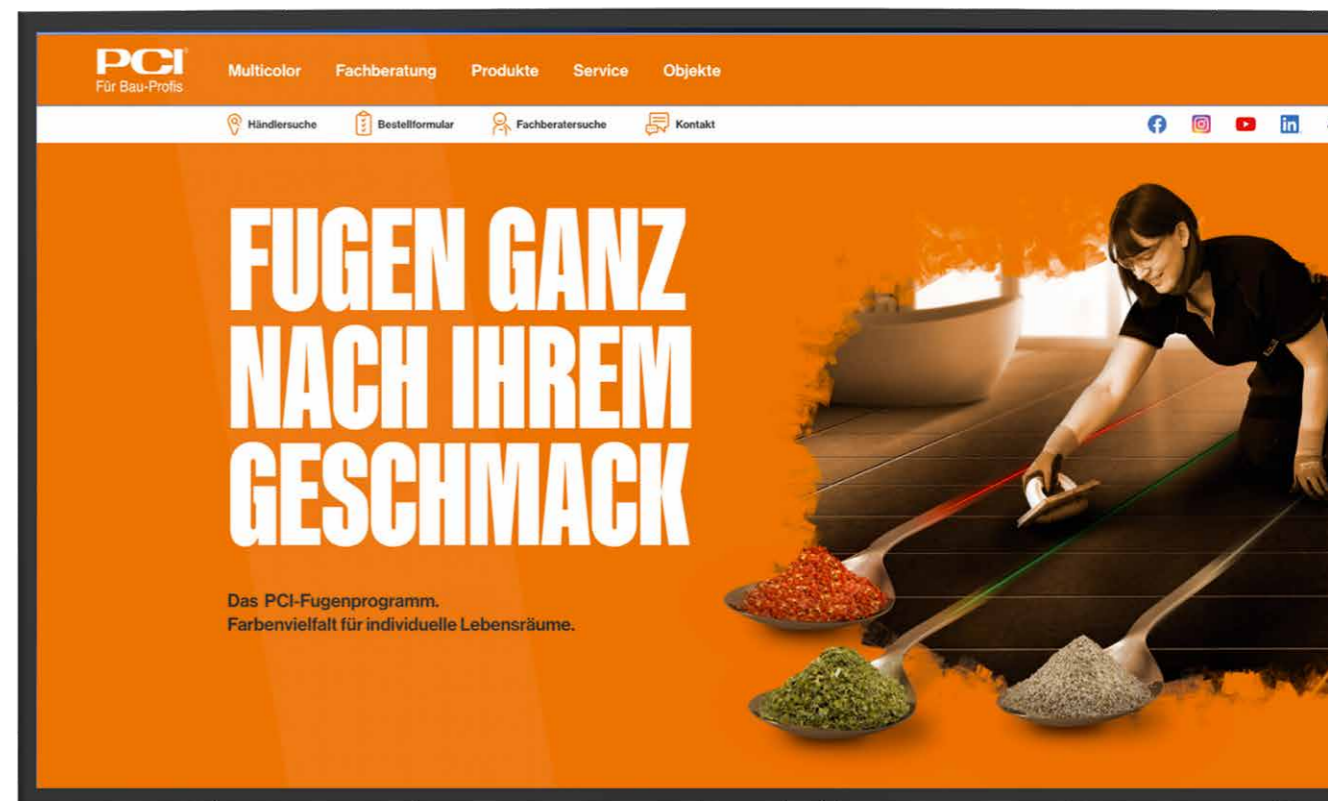 PCI®
Für Bau-Profis
Multicolor Fachberatung Produkte Service Objekte
Händlersuche Bestellformular Fachberatersuche Kontakt
FUGEN GANZ
NACH IHREM
GESCHMACK
Das PCI-Fugenprogramm.
Farbenvielfalt für individuelle Lebensräume.